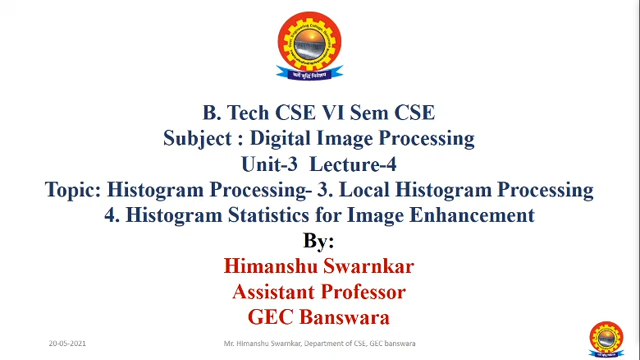 B. Tech CSE VI Sem CSE
Subject : Digital Image Processing
Unit-3 Lecture-4
Topic: Histogram Processing- 3. Local Histogram Processing
4. Histogram Statistics for Image Enhancement
By:
Himanshu Swarnkar
Assistant Professor
GEC Banswara
20-05-2021
Mr. Himanshu Swarnkar, Department of CSE, GEC banswara